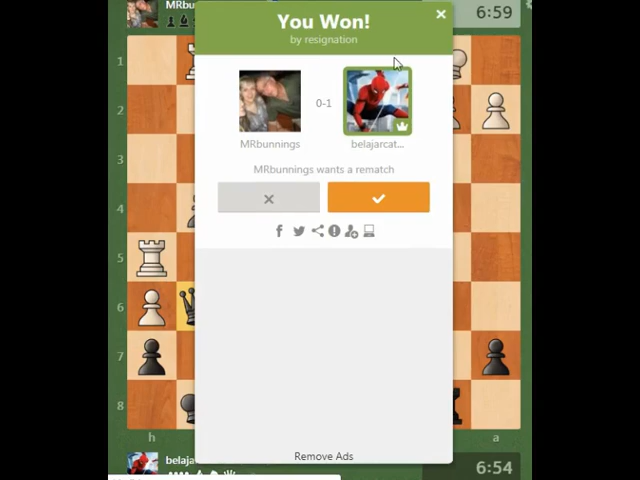 MRbu
6:59
You Won!
by resignation
0-1
MRbunnings
belajarcat...
MRbunnings wants a rematch
1
2
3
4
5
6
7
8
h
a
Remove Ads
belaja
6:54